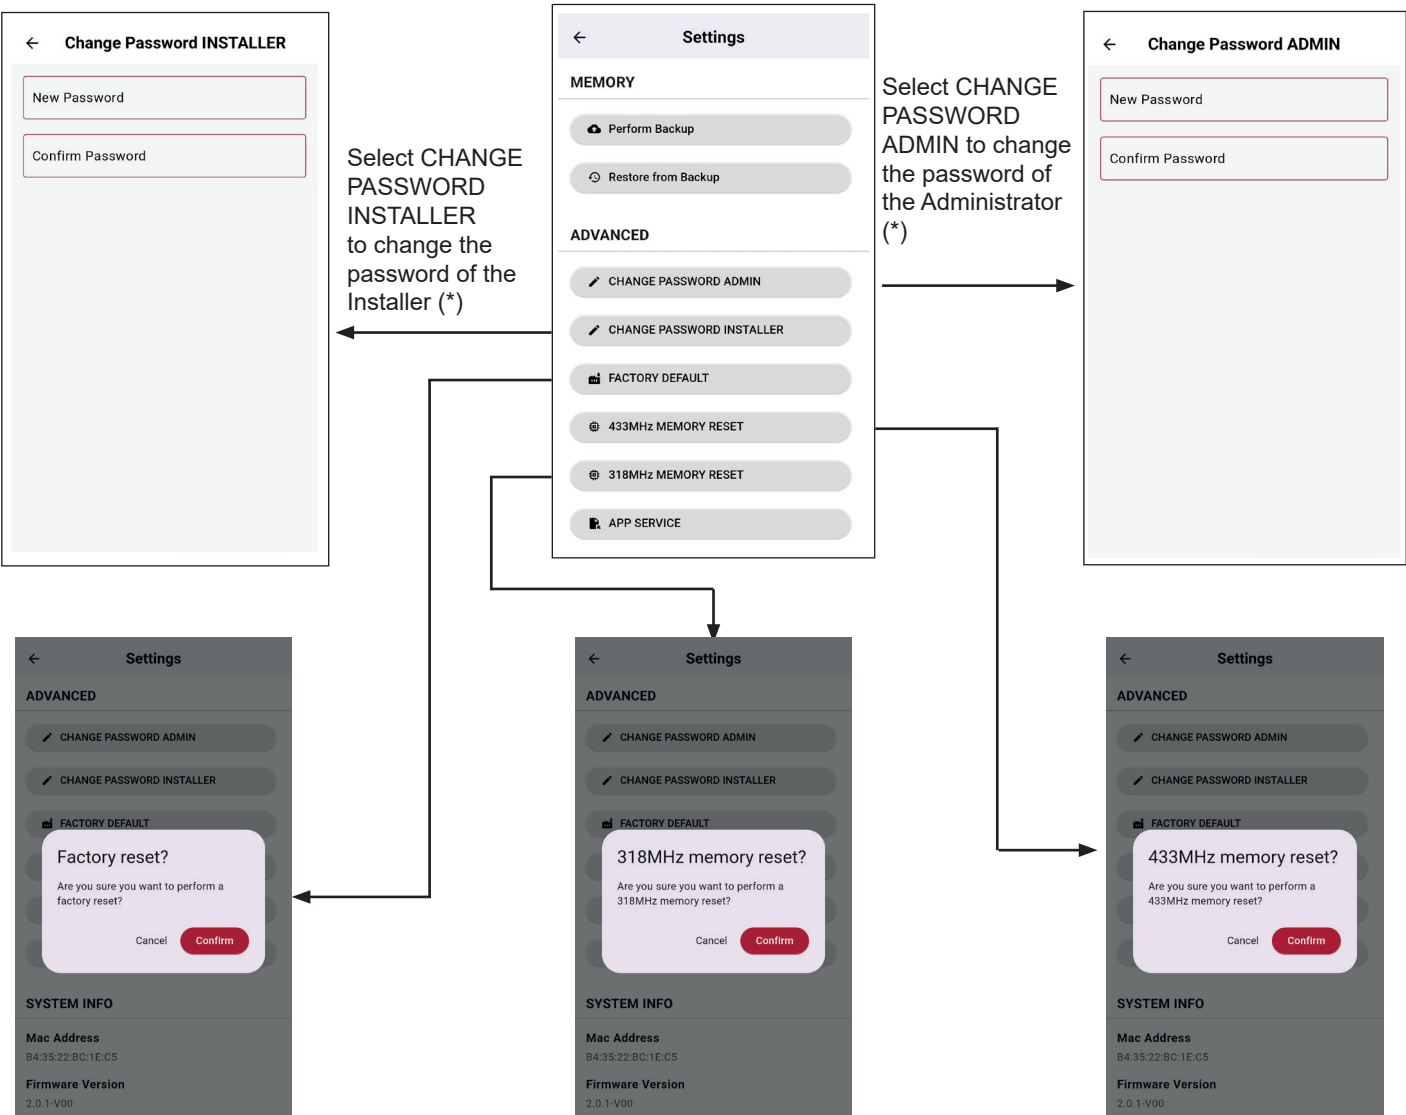 Change Password INSTALLER
New Password
Confirm Password
Select CHANGE
PASSWORD
INSTALLER
to change the
password of the
Installer (*)
Settings
MEMORY
Perform Backup
Restore from Backup
ADVANCED
CHANGE PASSWORD ADMIN
CHANGE PASSWORD INSTALLER
FACTORY DEFAULT
433MHz MEMORY RESET
318MHz MEMORY RESET
APP SERVICE
Select CHANGE
PASSWORD
ADMIN to change
the password of
the Administrator
(*)
Change Password ADMIN
New Password
Confirm Password
Settings
ADVANCED
CHANGE PASSWORD ADMIN
CHANGE PASSWORD INSTALLER
FACTORY DEFAULT
Factory reset?
Are you sure you want to perform a
factory reset?
Cancel Confirm
SYSTEM INFO
Mac Address
B4:35:22:BC:1E:C5
Firmware Version
2.0.1-V00
Settings
ADVANCED
CHANGE PASSWORD ADMIN
CHANGE PASSWORD INSTALLER
FACTORY DEFAULT
318MHz memory reset?
Are you sure you want to perform a
318MHz memory reset?
Cancel Confirm
SYSTEM INFO
Mac Address
B4:35:22:BC:1E:C5
Firmware Version
2.0.1-V00
Settings
ADVANCED
CHANGE PASSWORD ADMIN
CHANGE PASSWORD INSTALLER
FACTORY DEFAULT
433MHz memory reset?
Are you sure you want to perform a
433MHz memory reset?
Cancel Confirm
SYSTEM INFO
Mac Address
B4:35:22:BC:1E:C5
Firmware Version
2.0.1-V00